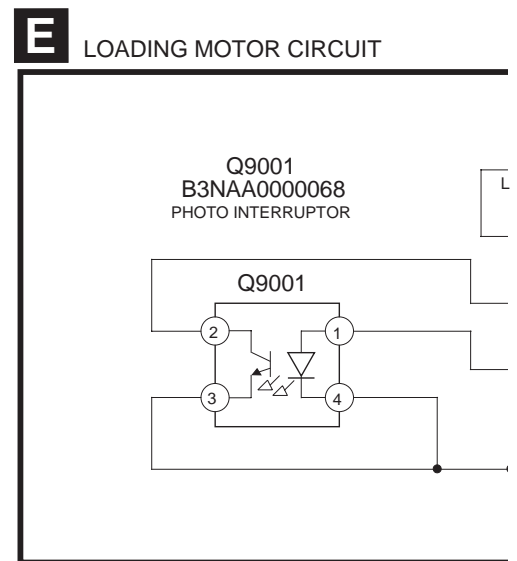 E LOADING MOTOR CIRCUIT
Q9001
B3NAA0000068
PHOTO INTERRUPTOR
L
Q9001
2 1
3 4